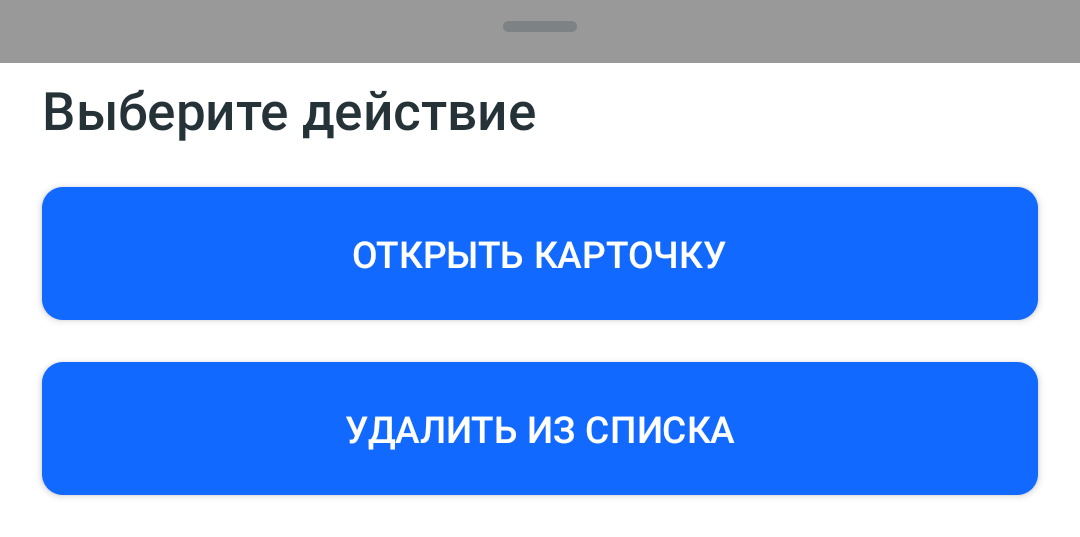 Выберите действие
ОТКРЫТЬ КАРТОЧКУ
УДАЛИТЬ ИЗ СПИСКА